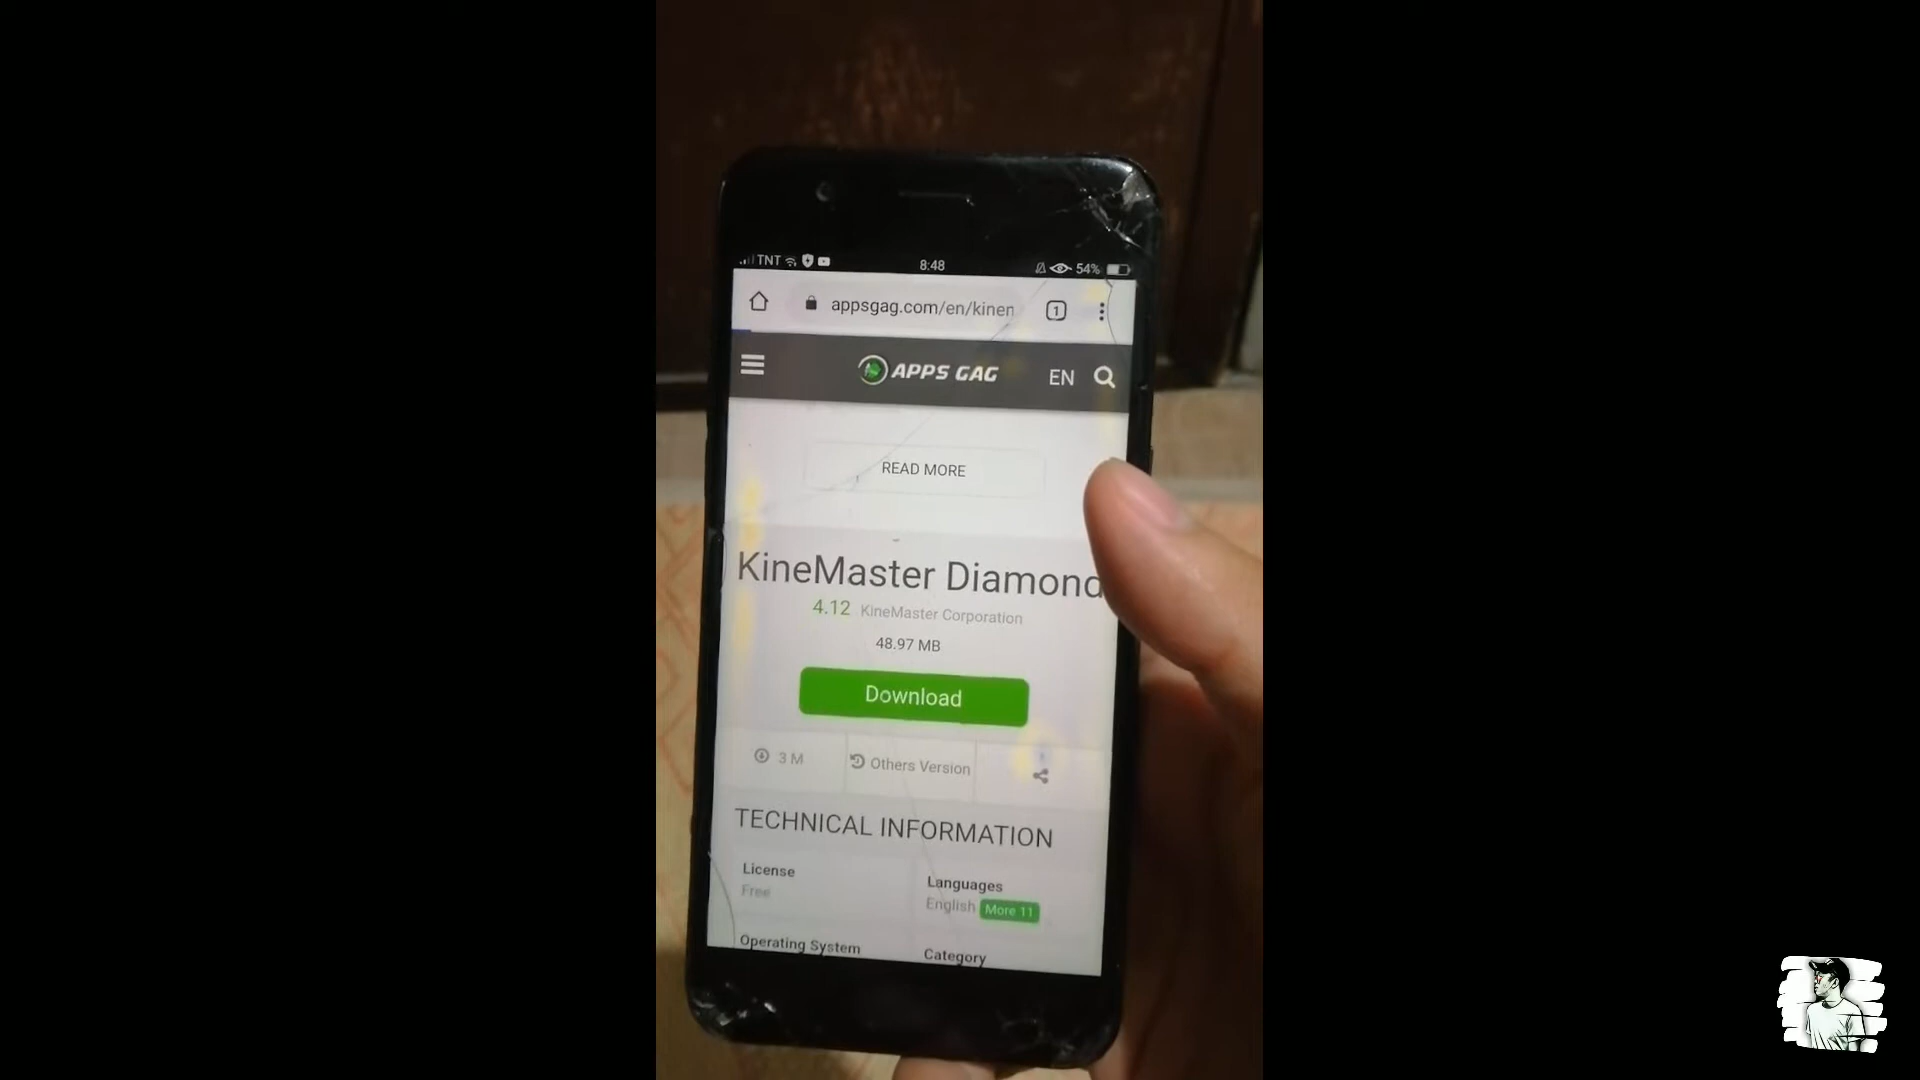 TNT 8:48 54%
appsgag.com/en/kinen 1
APPS GAG EN
READ MORE
KineMaster Diamond
4.12 KineMaster Corporation
48.97 MB
Download
3 M Others Version
TECHNICAL INFORMATION
License Languages
Free English More 11
Operating System Category